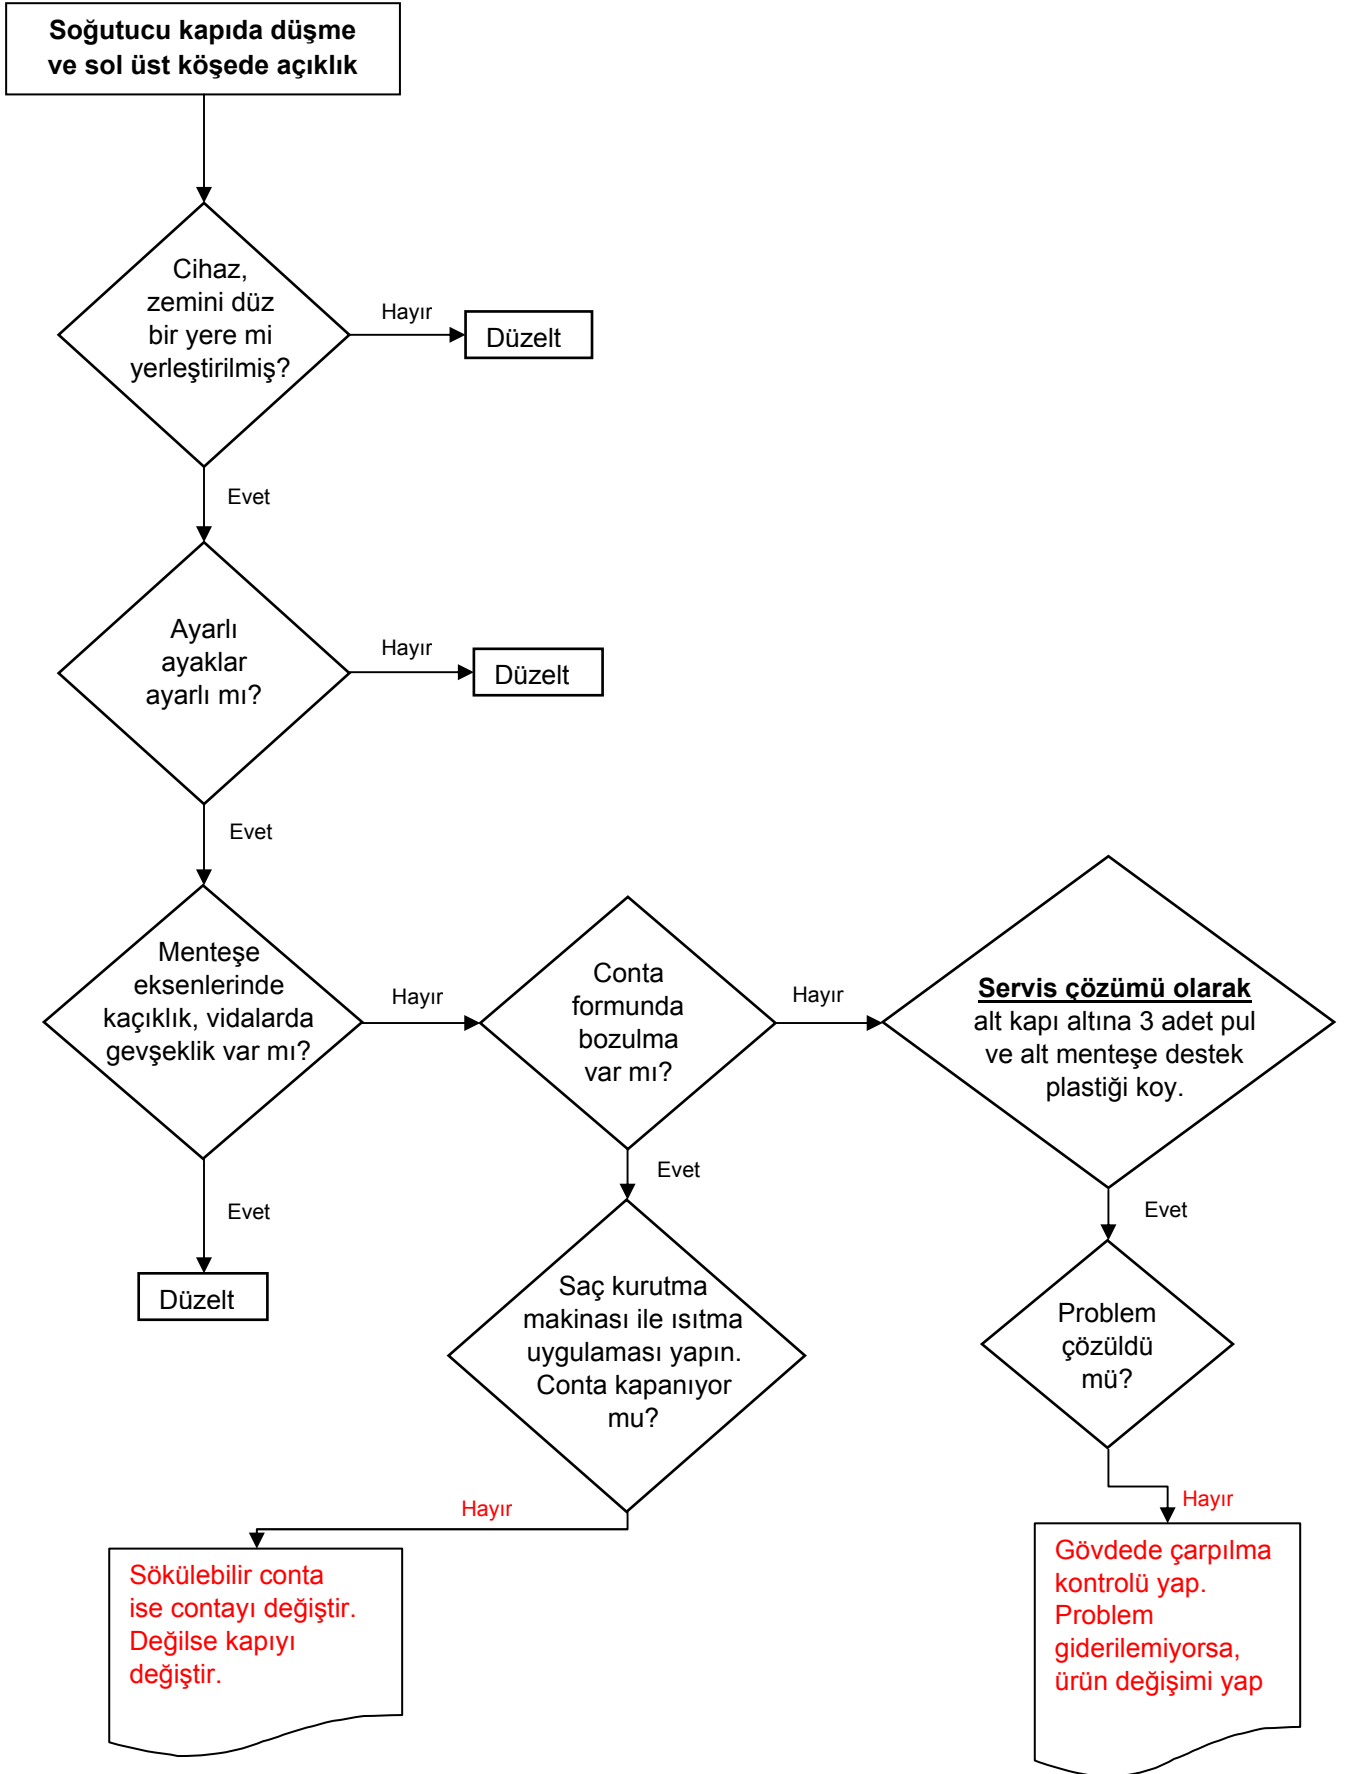 Soğutucu kapıda düşme
ve sol üst köşede açıklık
Cihaz,
zemini düz
bir yere mi
yerleştirilmiş?
Hayır
Düzelt
Evet
Ayarlı
ayaklar
ayarlı mı?
Hayır
Düzelt
Evet
Menteşe
eksenlerinde
kaçıklık, vidalarda
gevşeklik var mı?
Hayır
Conta
formunda
bozulma
var mı?
Hayır
Servis çözümü olarak
alt kapı altına 3 adet pul
ve alt menteşe destek
plastiği koy.
Evet
Düzelt
Evet
Saç kurutma
makinası ile ısıtma
uygulaması yapın.
Conta kapanıyor
mu?
Evet
Problem
çözüldü
mü?
Hayır
Sökülebilir conta
ise contayı değiştir.
Değilse kapıyı
değiştir.
Hayır
Gövdede çarpılma
kontrolü yap.
Problem
giderilemiyorsa,
ürün değişimi yap